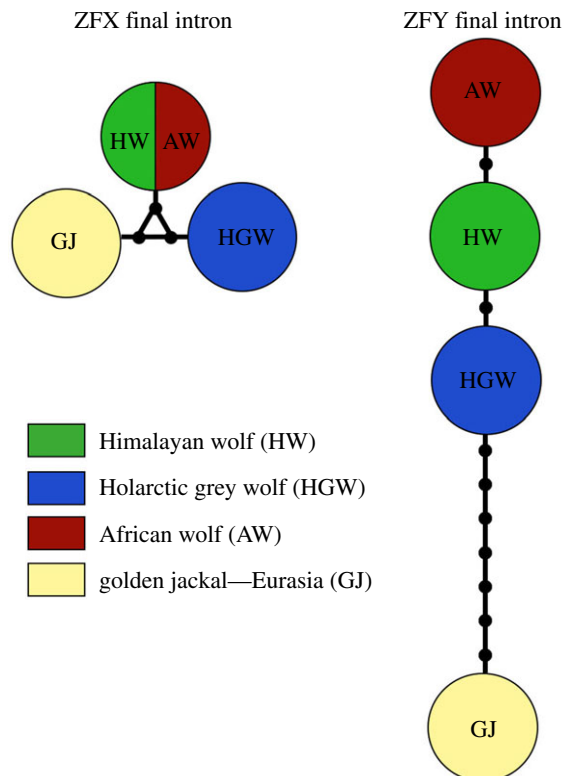 ZFX final intron
ZFY final intron
HW AW
GJ
HGW
AW
HW
HGW
GJ
Himalayan wolf (HW)
Holarctic grey wolf (HGW)
African wolf (AW)
golden jackal—Eurasia (GJ)